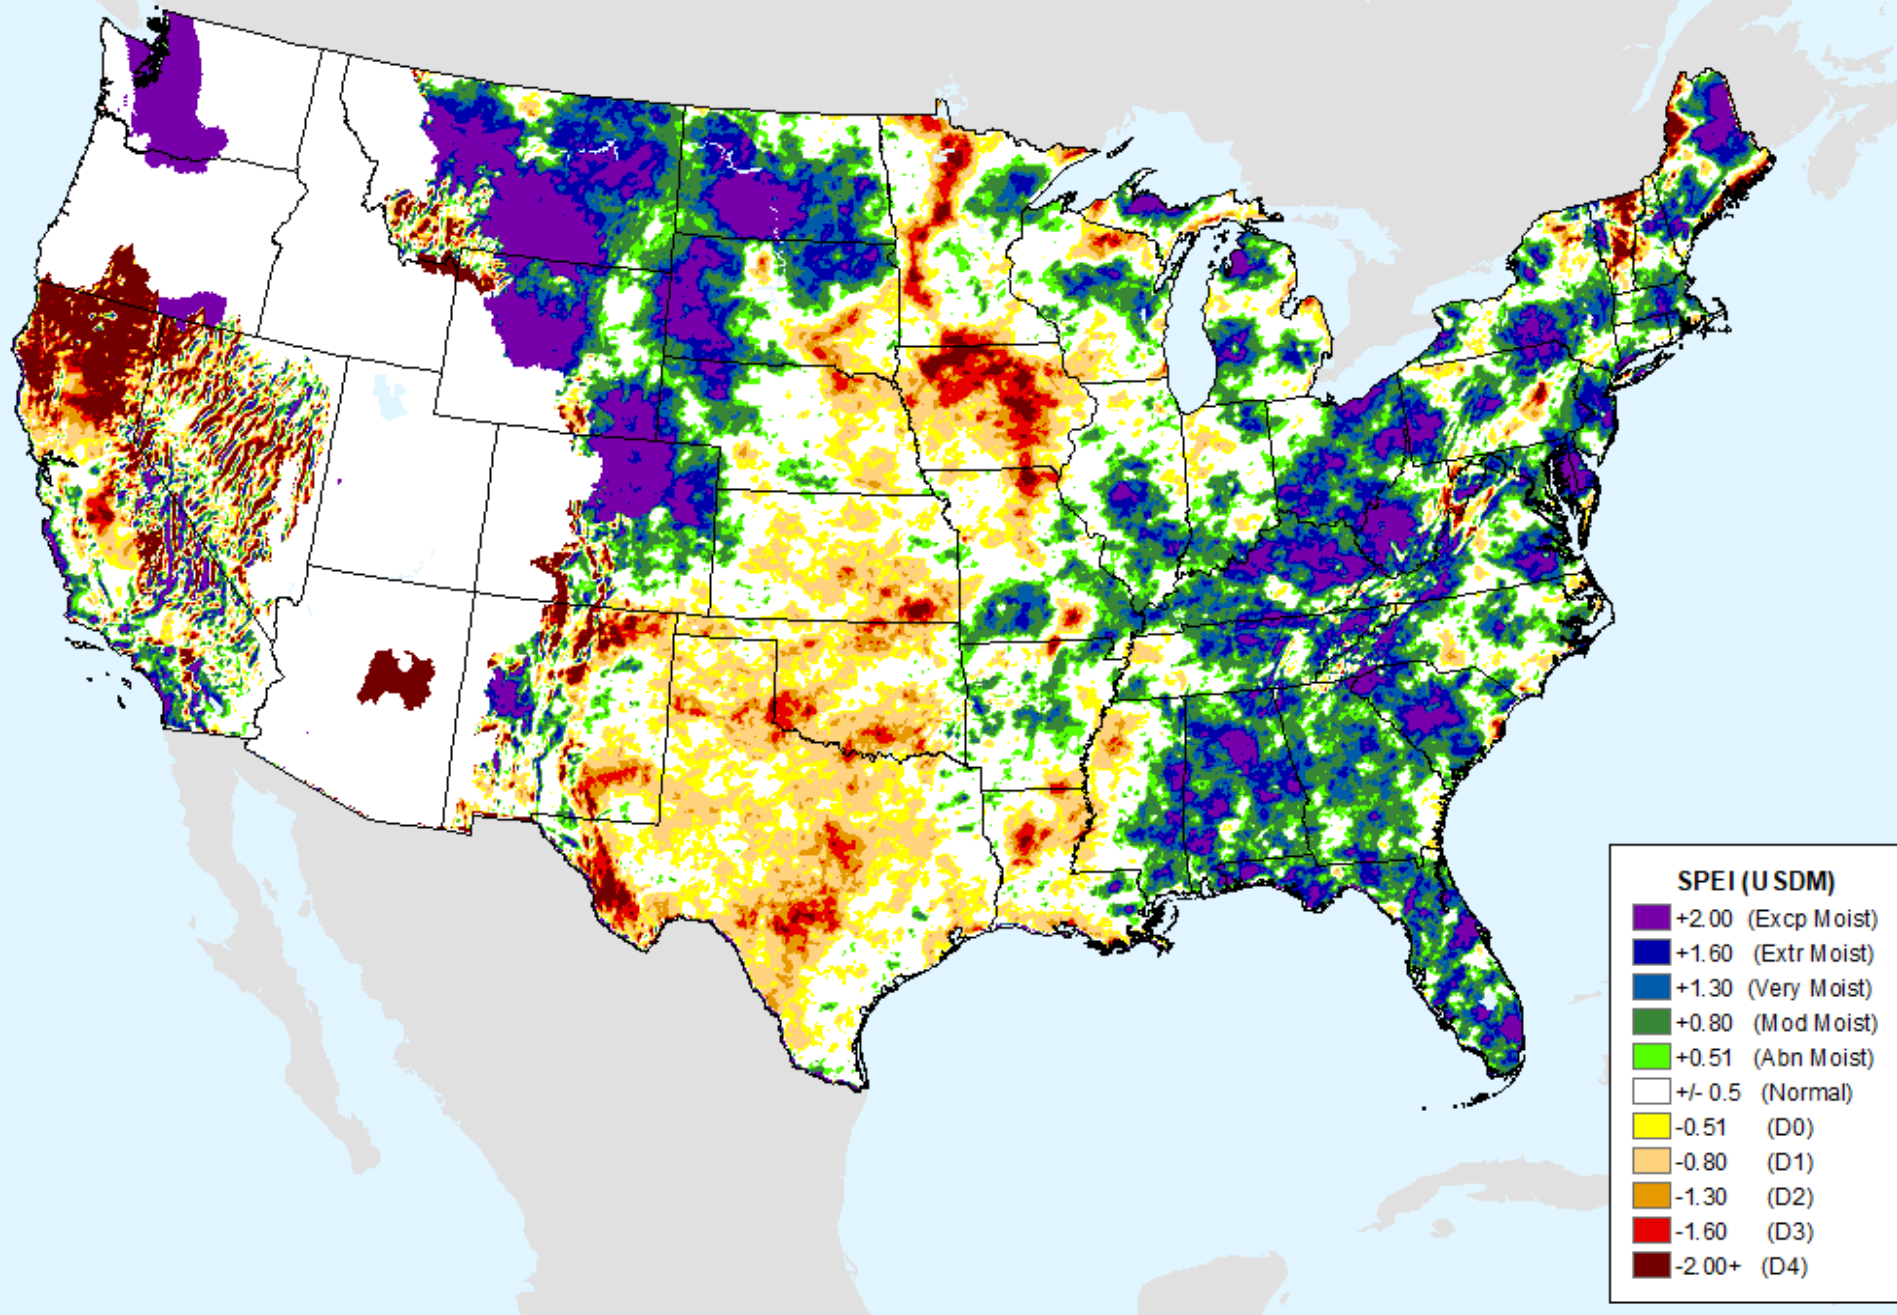 SPEI (USDM)
+2.00 (Excp Moist)
+1.60 (Extr Moist)
+1.30 (Very Moist)
+0.80 (Mod Moist)
+0.51 (Abn Moist)
+/- 0.5 (Normal)
-0.51 (D0)
-0.80 (D1)
-1.30 (D2)
-1.60 (D3)
-2.00+ (D4)